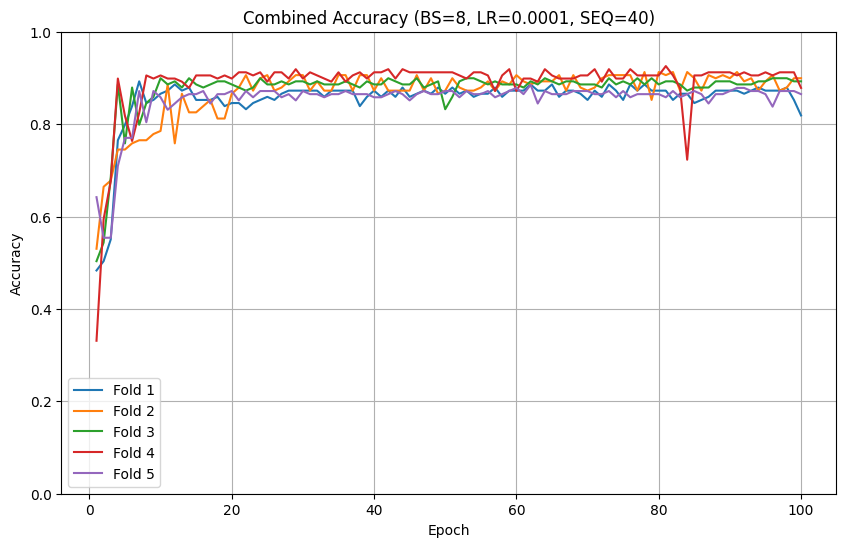 Combined Accuracy (BS=8, LR=0.0001, SEQ=40)
Accuracy
1.0
0.8
0.6
0.4
0.2
0.0
Fold 1
Fold 2
Fold 3
Fold 4
Fold 5
0 20 40 60 80 100
Epoch